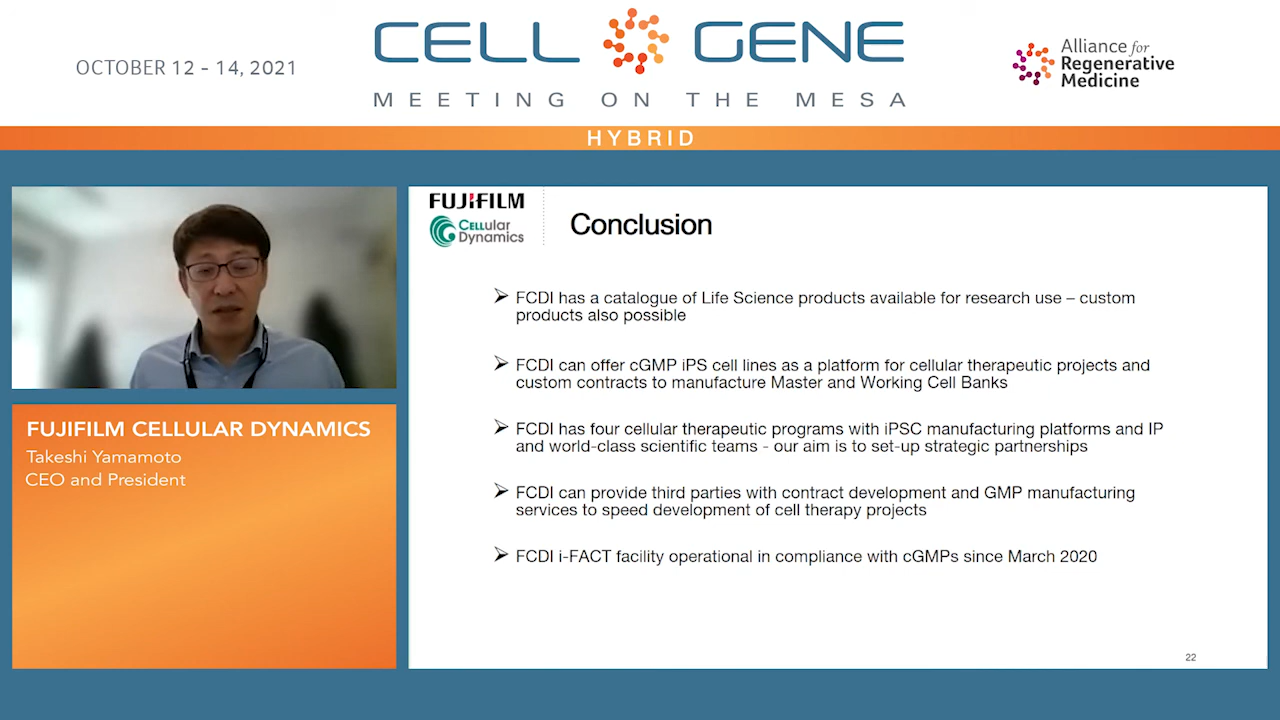 OCTOBER 12 - 14, 2021
CELL GENE
MEETING ON THE MESA
Alliance for
Regenerative
Medicine
HYBRID
FUJIFILM
CELLular
Dynamics
Conclusion
➢ FCDI has a catalogue of Life Science products available for research use – custom
products also possible
➢ FCDI can offer cGMP iPS cell lines as a platform for cellular therapeutic projects and
custom contracts to manufacture Master and Working Cell Banks
➢ FCDI has four cellular therapeutic programs with iPSC manufacturing platforms and IP
and world-class scientific teams - our aim is to set-up strategic partnerships
➢ FCDI can provide third parties with contract development and GMP manufacturing
services to speed development of cell therapy projects
➢ FCDI i-FACT facility operational in compliance with cGMPs since March 2020
22
FUJIFILM CELLULAR DYNAMICS
Takeshi Yamamoto
CEO and President